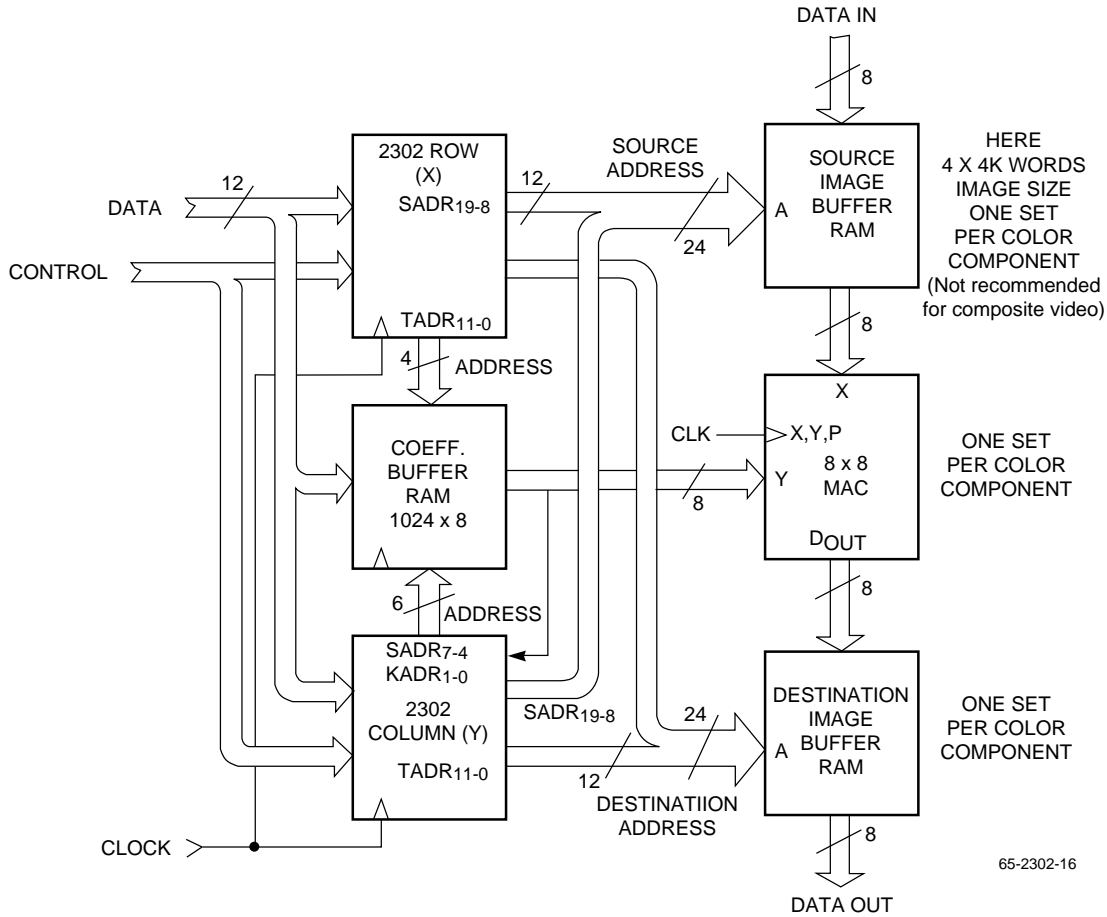 DATA IN
8
2302 ROW
(X)
SADR19-8
TADR11-0
12
DATA
CONTROL
12
SOURCE
ADDRESS
24
SOURCE
IMAGE
BUFFER
RAM
A
HERE
4 X 4K WORDS
IMAGE SIZE
ONE SET
PER COLOR
COMPONENT
(Not recommended
for composite video)
8
4
ADDRESS
COEFF.
BUFFER
RAM
1024 x 8
8
CLK
X
X,Y,P
Y
8 x 8
MAC
DOUT
ONE SET
PER COLOR
COMPONENT
8
6
ADDRESS
SADR7-4
KADR1-0
2302
COLUMN (Y)
TADR11-0
SADR19-8
12
24
DESTINATIION
ADDRESS
DESTINATION
IMAGE
BUFFER
RAM
A
ONE SET
PER COLOR
COMPONENT
CLOCK
8
DATA OUT
65-2302-16